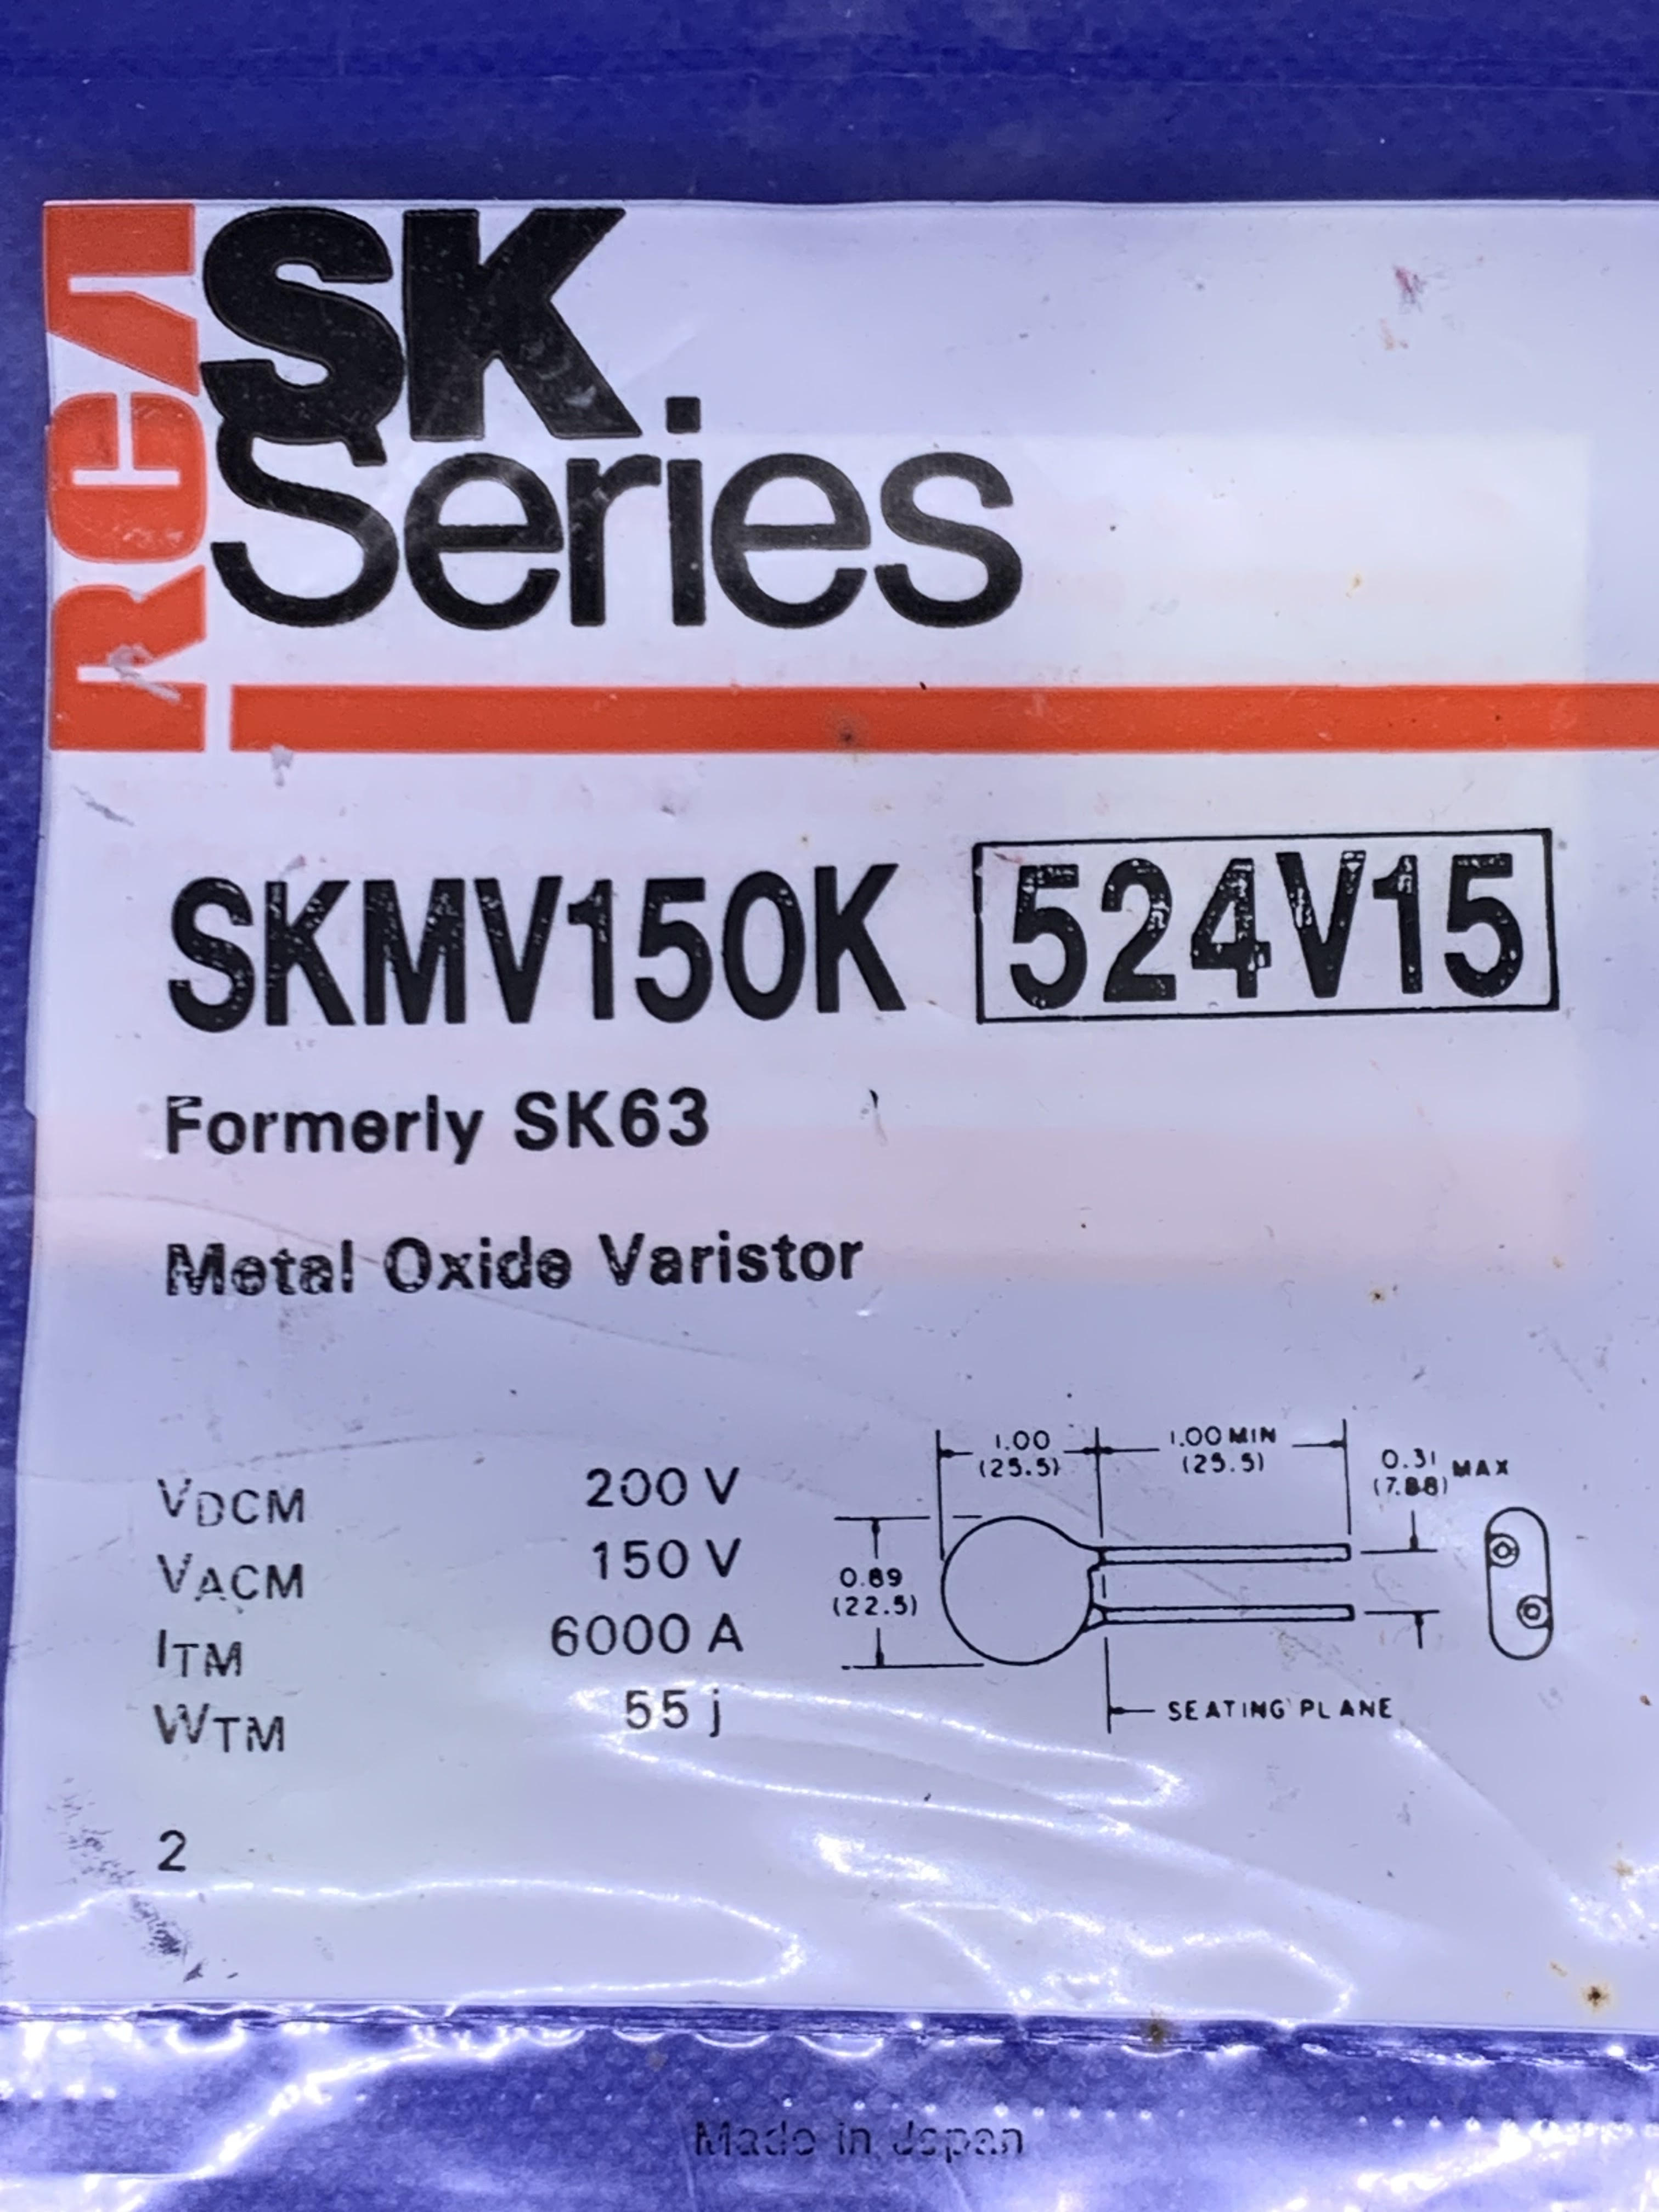 RCA
SK
Series
SKMV150K 524V15
Formerly SK63
Metal Oxide Varistor
VDCM 200 V
VACM 150 V
ITM 6000 A
WTM 55 j
1.00
(25.5)
1.00 MIN
(25.5)
0.31 MAX
(7.88)
0.89
(22.5)
SEATING PLANE
2
Made in Japan